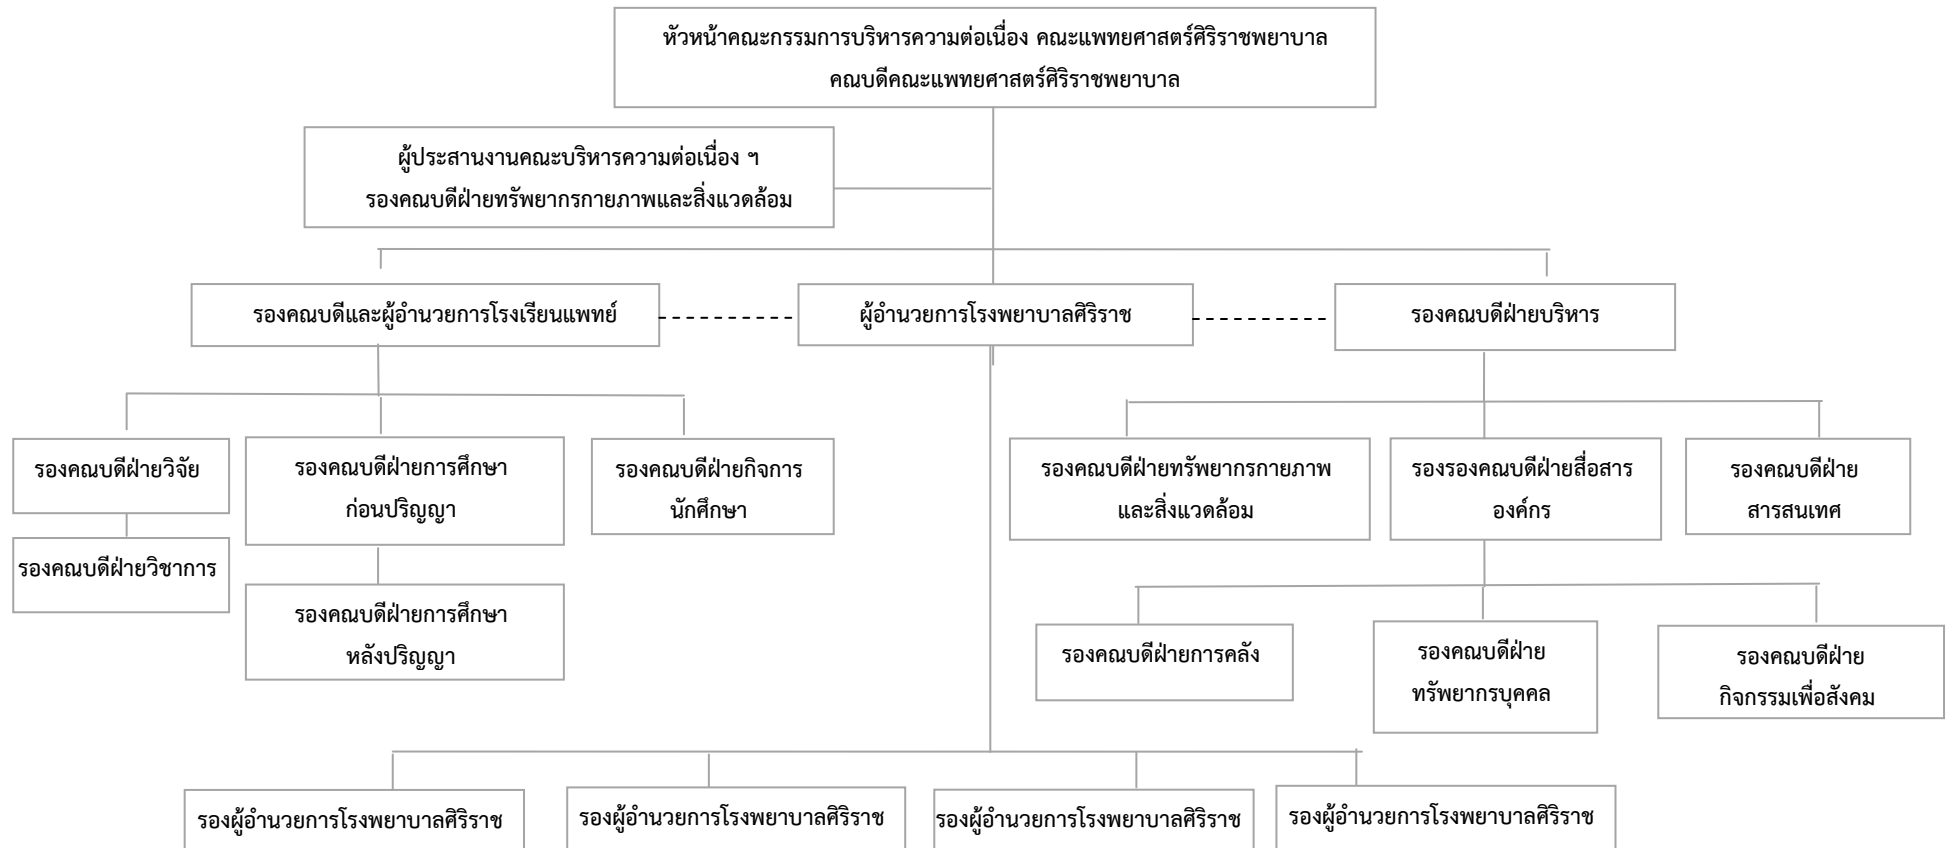 หัวหน้าคณะกรรมการบริหารความต่อเนื่อง คณะแพทยศาสตร์ศิริราชพยาบาล
คณบดีคณะแพทยศาสตร์ศิริราชพยาบาล
ผู้ประสานงานคณะบริหารความต่อเนื่อง ฯ
รองคณบดีฝ่ายทรัพยากรกายภาพและสิ่งแวดล้อม
รองคณบดีและผู้อำนวยการโรงเรียนแพทย์
ผู้อำนวยการโรงพยาบาลศิริราช
รองคณบดีฝ่ายบริหาร
รองคณบดีฝ่ายวิจัย
รองคณบดีฝ่ายการศึกษา
ก่อนปริญญา
รองคณบดีฝ่ายกิจการ
นักศึกษา
รองคณบดีฝ่ายทรัพยากรกายภาพ
และสิ่งแวดล้อม
รองรองคณบดีฝ่ายสื่อสาร
องค์กร
รองคณบดีฝ่าย
สารสนเทศ
รองคณบดีฝ่ายวิชาการ
รองคณบดีฝ่ายการศึกษา
หลังปริญญา
รองคณบดีฝ่ายการคลัง
รองคณบดีฝ่าย
ทรัพยากรบุคคล
รองคณบดีฝ่าย
กิจกรรมเพื่อสังคม
รองผู้อำนวยการโรงพยาบาลศิริราช
รองผู้อำนวยการโรงพยาบาลศิริราช
รองผู้อำนวยการโรงพยาบาลศิริราช
รองผู้อำนวยการโรงพยาบาลศิริราช